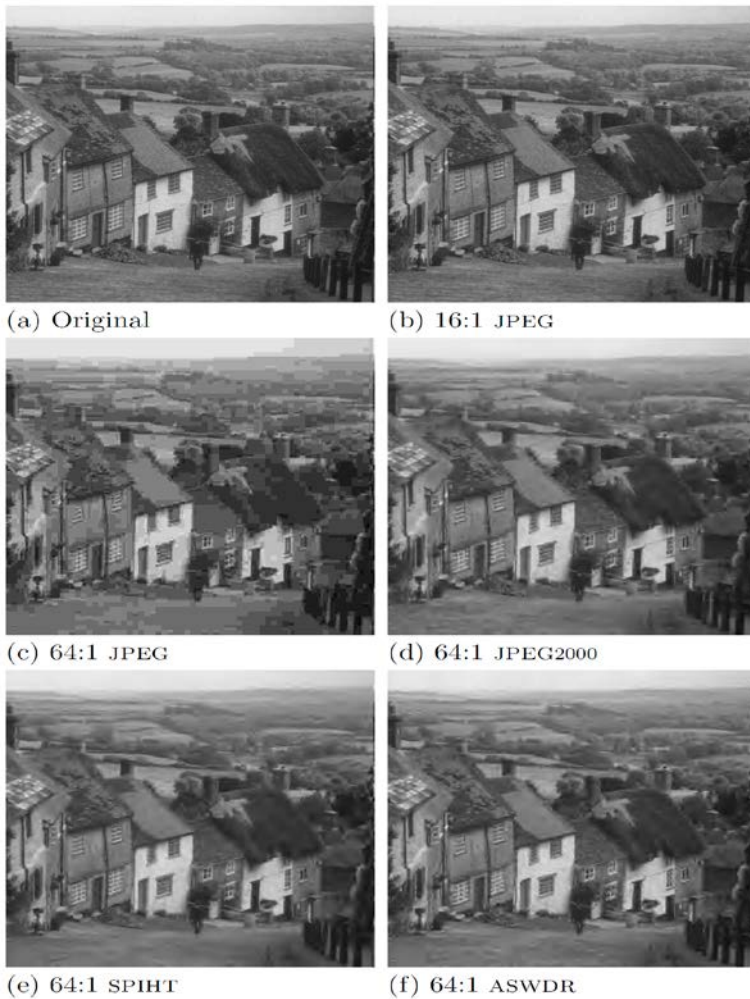 (a) Original
(b) 16:1 JPEG
(c) 64:1 JPEG
(d) 64:1 JPEG2000
(e) 64:1 SPIHT
(f) 64:1 ASWDR